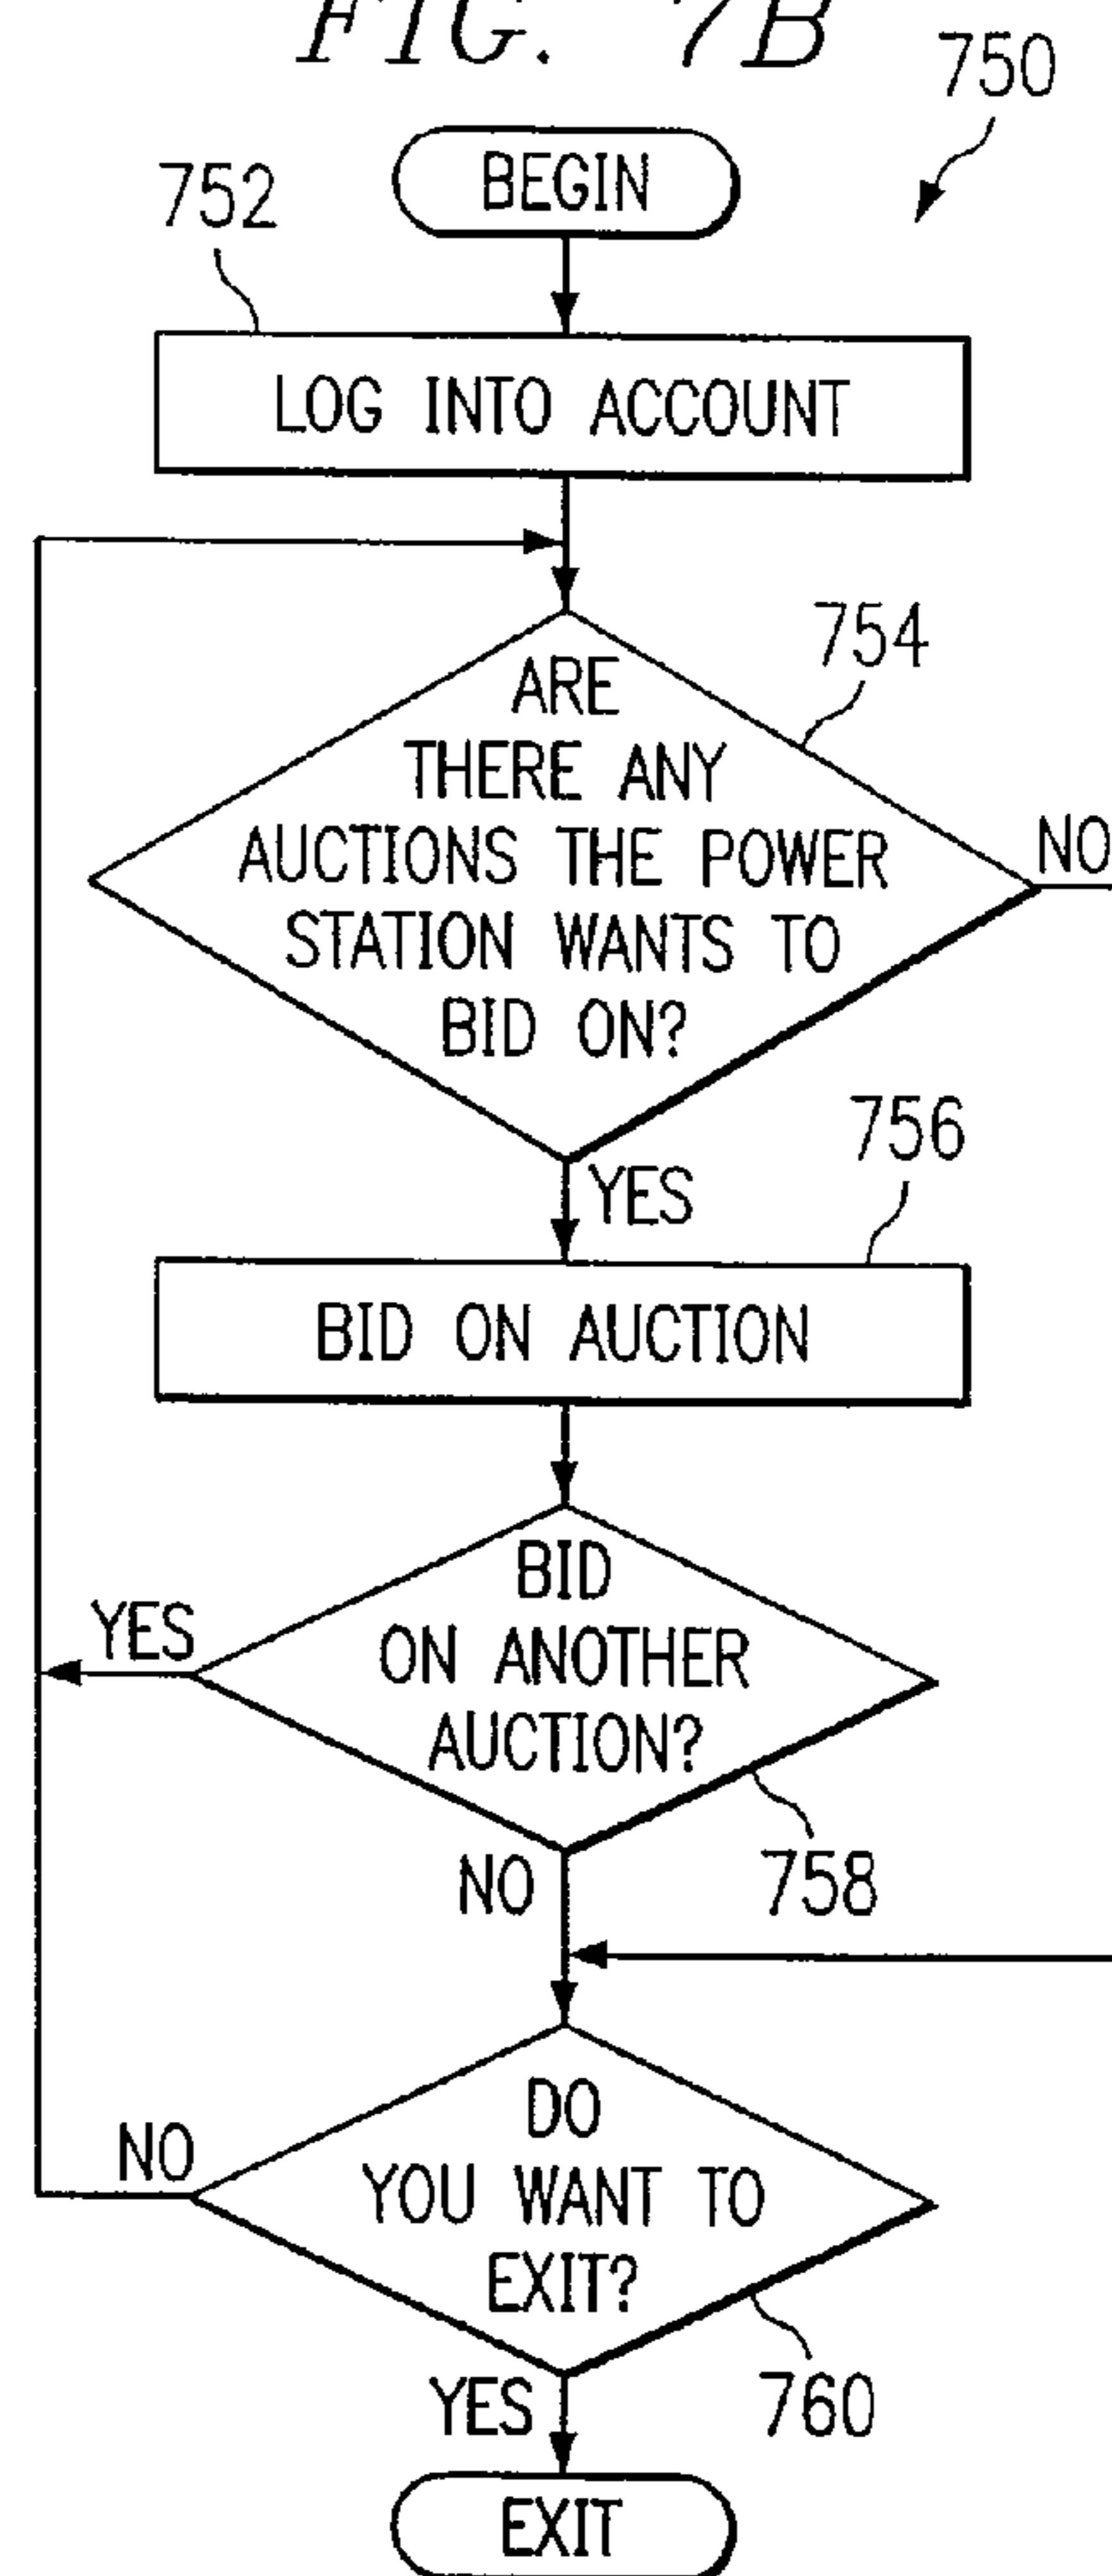 FIG. 7B
750
BEGIN
752
LOG INTO ACCOUNT
754
ARE
THERE ANY
AUCTIONS THE POWER
STATION WANTS TO
BID ON?
NO
YES
756
BID ON AUCTION
BID
ON ANOTHER
AUCTION?
YES
NO
758
DO
YOU WANT TO
EXIT?
NO
YES
760
EXIT